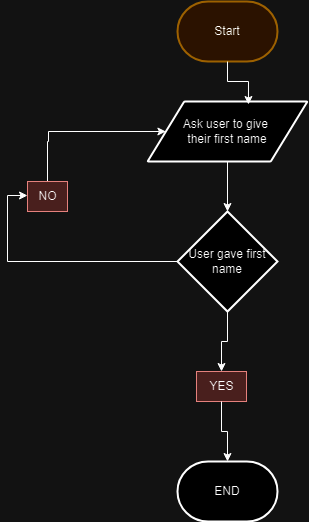 Start
Ask user to give
their first name
NO
User gave first
name
YES
END